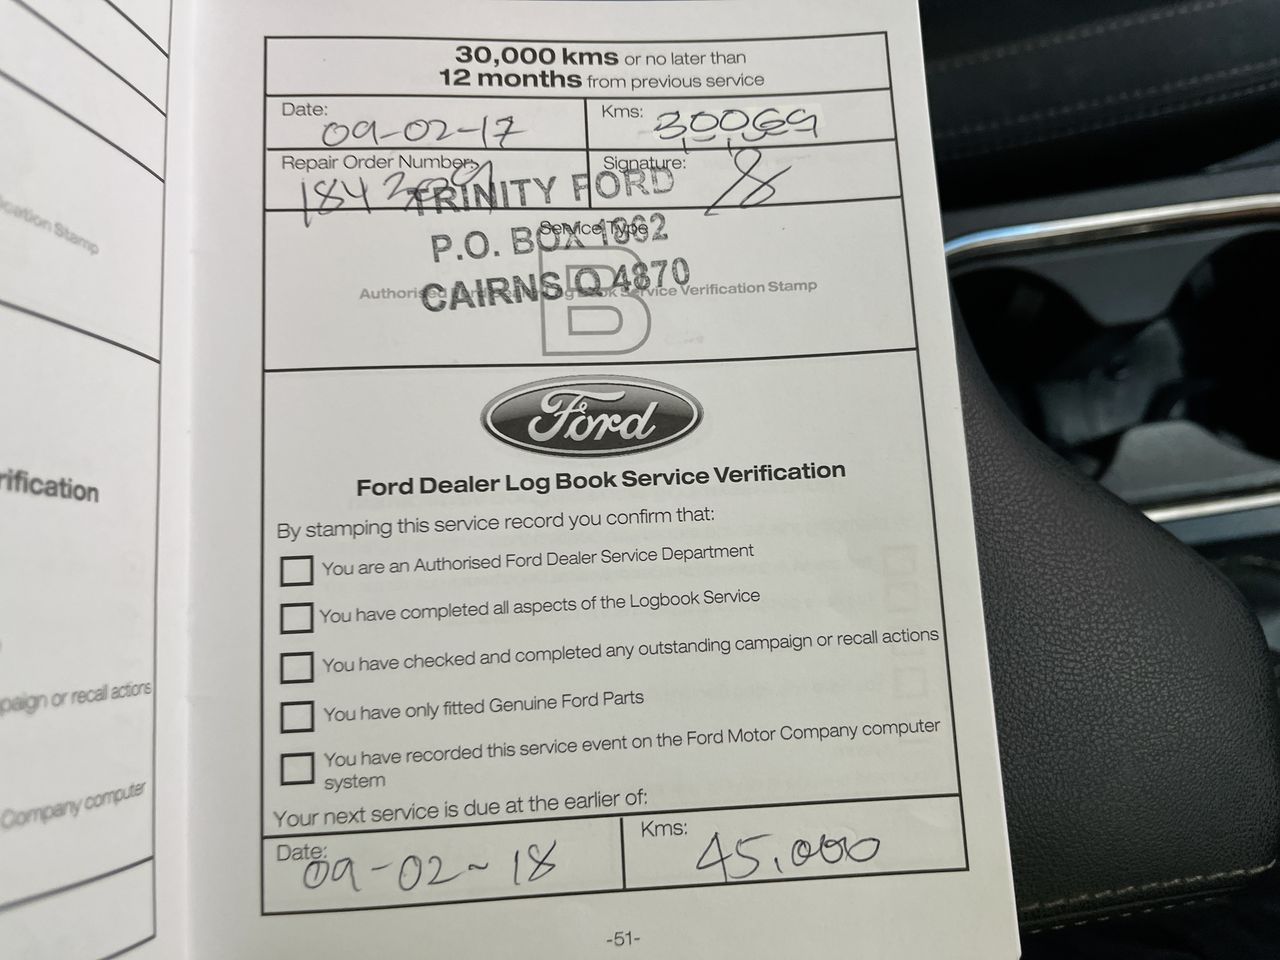 30,000 kms or no later than
12 months from previous service
Date: 09-02-17
Kms: 30069
Repair Order Number:
Signature:
TRINITY FORD
Service Type
P.O. BOX 1862
B
CAIRNS Q 4870
Authorised Ford Dealer Log Book Service Verification Stamp
Ford
Ford Dealer Log Book Service Verification
By stamping this service record you confirm that:
You are an Authorised Ford Dealer Service Department
You have completed all aspects of the Logbook Service
You have checked and completed any outstanding campaign or recall actions
You have only fitted Genuine Ford Parts
You have recorded this service event on the Ford Motor Company computer
system
Your next service is due at the earlier of:
Date: 09-02-18
Kms: 45,000
-51-
ication Stamp
rification
paign or recall actions
Company computer